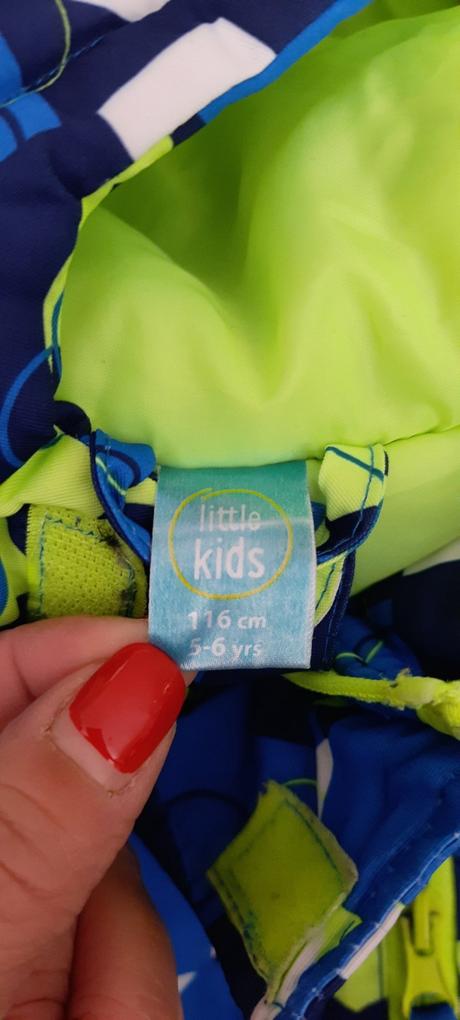 little
kids
116 cm
5-6 yrs